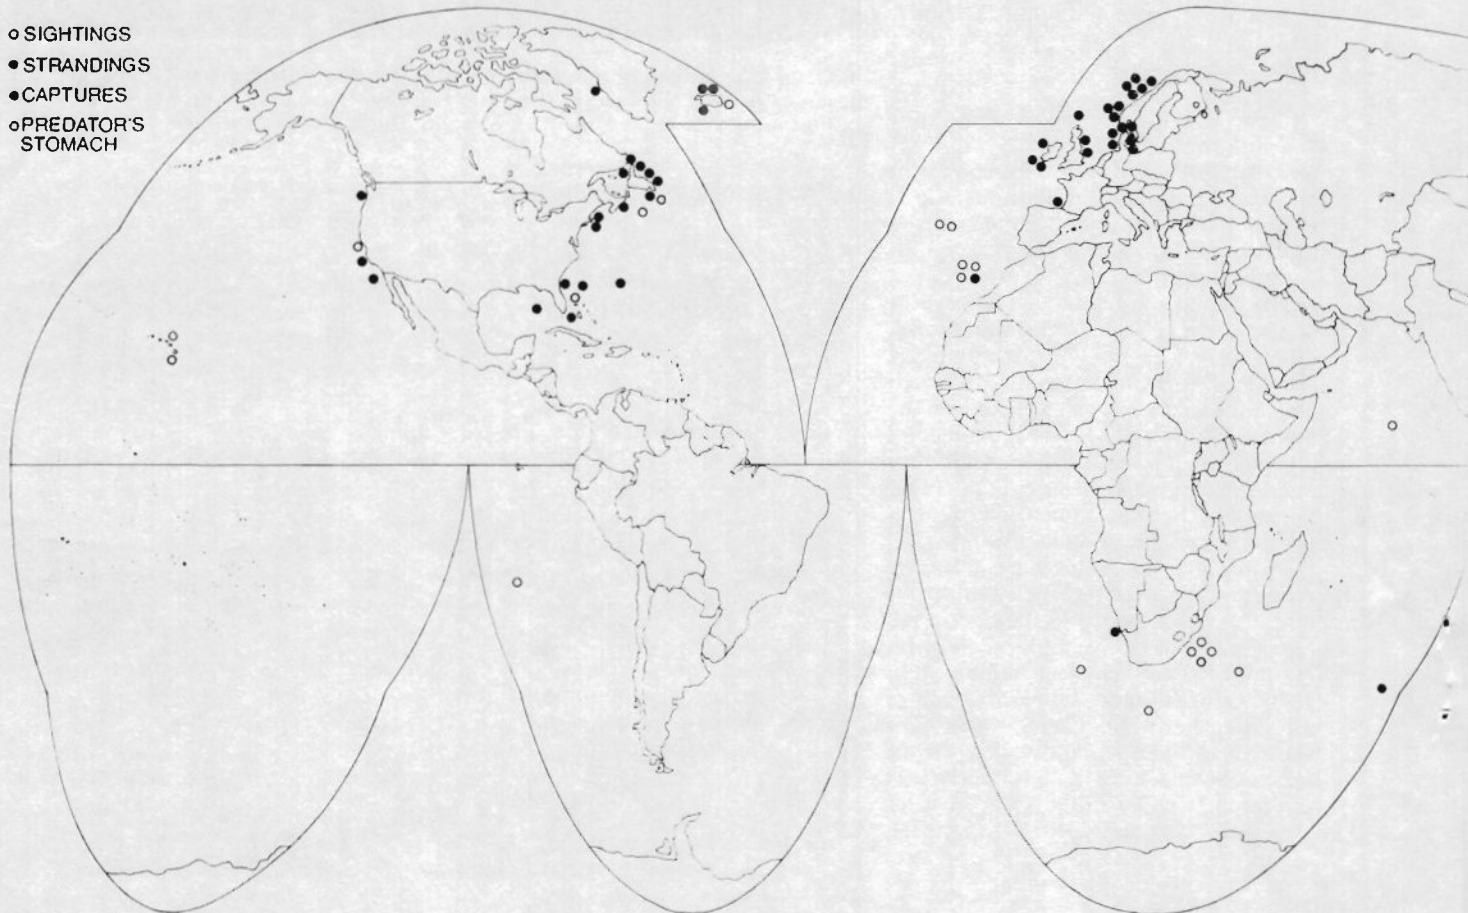 SIGHTINGS
STRANDINGS
CAPTURES
PREDATOR'S
STOMACH